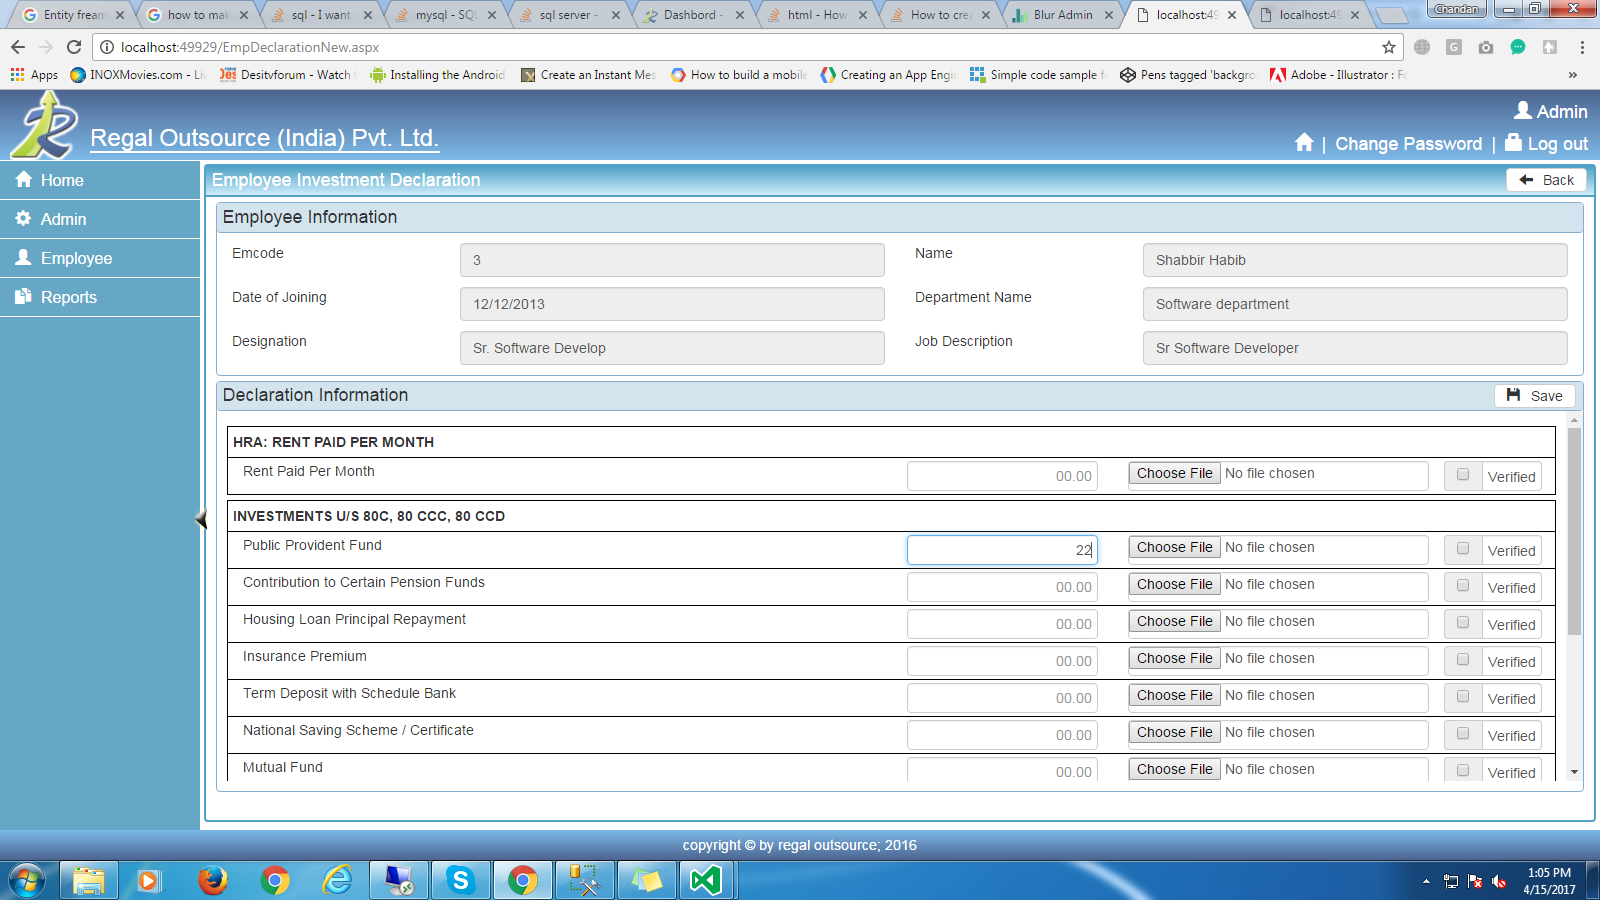 Entity fream
how to mak
sql - I want
mysql - SQL
sql server -
Dashbord -
html - How
How to crea
Blur Admin
localhost:49
localhost:49
Chandan
localhost:49929/EmpDeclarationNew.aspx
Apps
INOXMovies.com - Liv
Desitvforum - Watch
Installing the Android
Create an Instant Mes
How to build a mobile
Creating an App Engi
Simple code sample f
Pens tagged 'backgro
Adobe - Illustrator : F
»
Regal Outsource (India) Pvt. Ltd.
Admin
| Change Password | Log out
Home
Admin
Employee
Reports
Employee Investment Declaration
Back
Employee Information
Emcode 3 Name Shabbir Habib
Date of Joining 12/12/2013 Department Name Software department
Designation Sr. Software Develop Job Description Sr Software Developer
Declaration Information
Save
HRA: RENT PAID PER MONTH
Rent Paid Per Month 00.00 Choose File No file chosen Verified
INVESTMENTS U/S 80C, 80 CCC, 80 CCD
Public Provident Fund 22 Choose File No file chosen Verified
Contribution to Certain Pension Funds 00.00 Choose File No file chosen Verified
Housing Loan Principal Repayment 00.00 Choose File No file chosen Verified
Insurance Premium 00.00 Choose File No file chosen Verified
Term Deposit with Schedule Bank 00.00 Choose File No file chosen Verified
National Saving Scheme / Certificate 00.00 Choose File No file chosen Verified
Mutual Fund 00.00 Choose File No file chosen Verified
copyright © by regal outsource; 2016
1:05 PM
4/15/2017